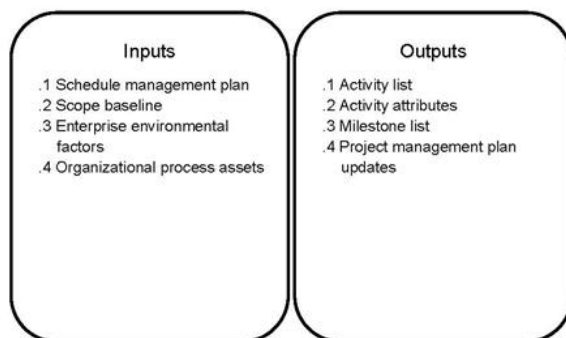 Inputs
.1 Schedule management plan
.2 Scope baseline
.3 Enterprise environmental
factors
.4 Organizational process assets
Outputs
.1 Activity list
.2 Activity attributes
.3 Milestone list
.4 Project management plan
updates